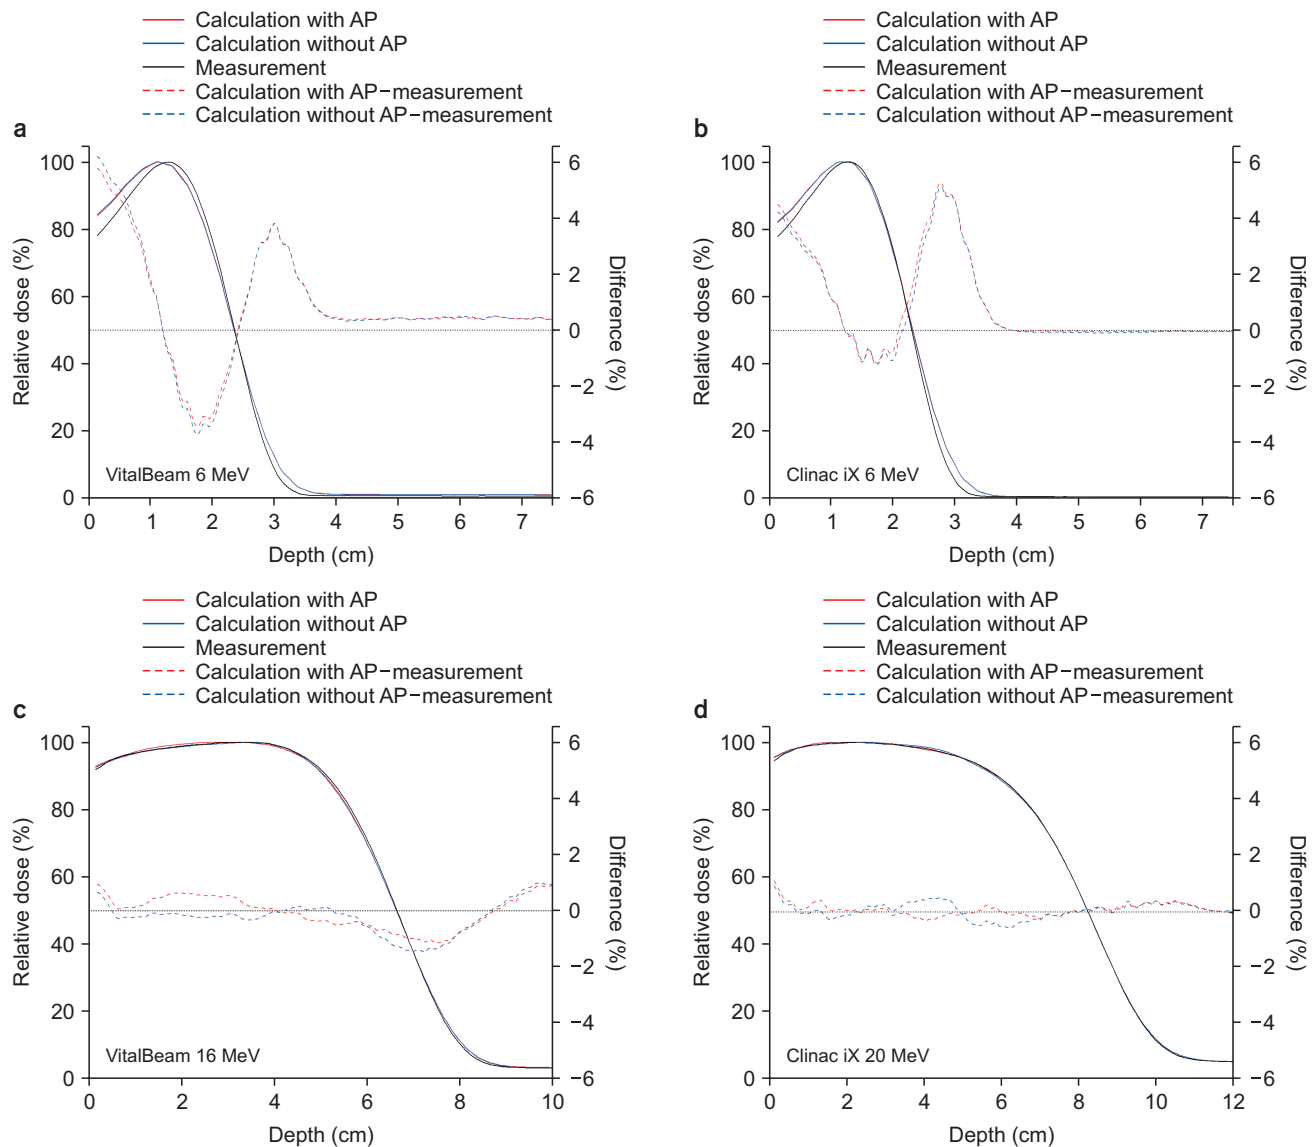 Calculation with AP
Calculation without AP
Measurement
Calculation with AP−measurement
Calculation without AP−measurement
a
100
80
60
40
20
0
Relative dose (%)
6
4
2
0
−2
−4
−6
Difference (%)
VitalBeam 6 MeV
0 1 2 3 4 5 6 7
Depth (cm)
Calculation with AP
Calculation without AP
Measurement
Calculation with AP−measurement
Calculation without AP−measurement
b
100
80
60
40
20
0
Relative dose (%)
6
4
2
0
−2
−4
−6
Difference (%)
Clinac iX 6 MeV
0 1 2 3 4 5 6 7
Depth (cm)
Calculation with AP
Calculation without AP
Measurement
Calculation with AP−measurement
Calculation without AP−measurement
c
100
80
60
40
20
0
Relative dose (%)
6
4
2
0
−2
−4
−6
Difference (%)
VitalBeam 16 MeV
0 2 4 6 8 10
Depth (cm)
Calculation with AP
Calculation without AP
Measurement
Calculation with AP−measurement
Calculation without AP−measurement
d
100
80
60
40
20
0
Relative dose (%)
6
4
2
0
−2
−4
−6
Difference (%)
Clinac iX 20 MeV
0 2 4 6 8 10 12
Depth (cm)